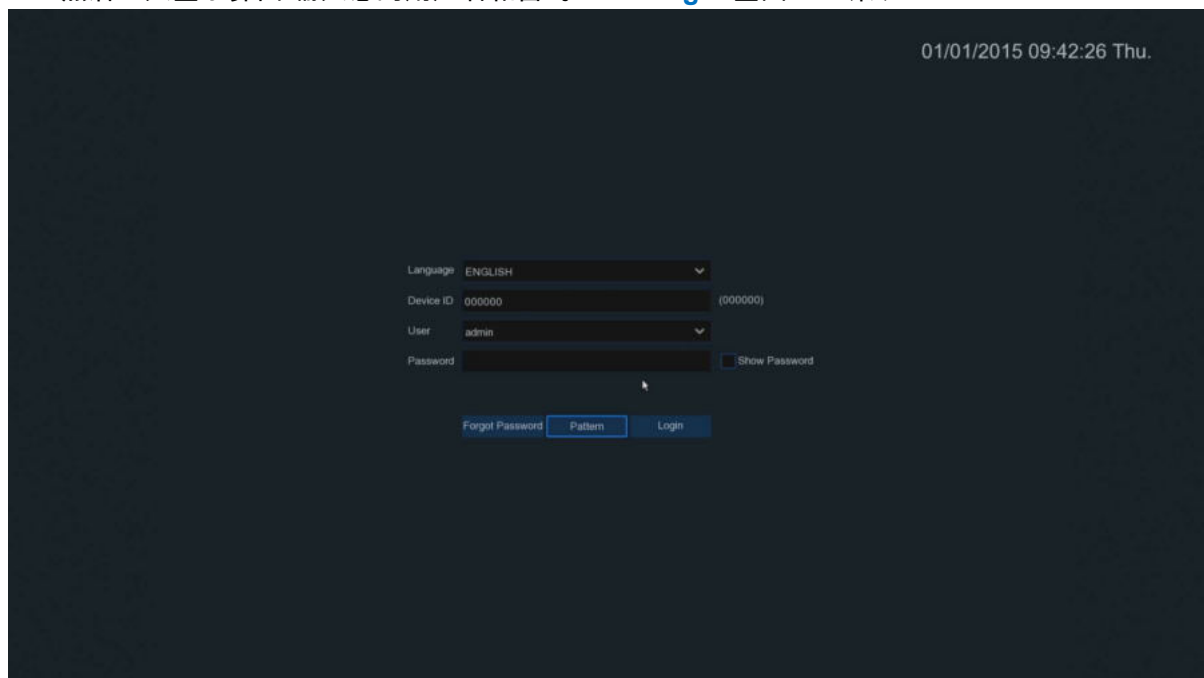 01/01/2015 09:42:26 Thu.
Language ENGLISH
Device ID 000000 (000000)
User admin
Password Show Password
Forgot Password Pattern Login